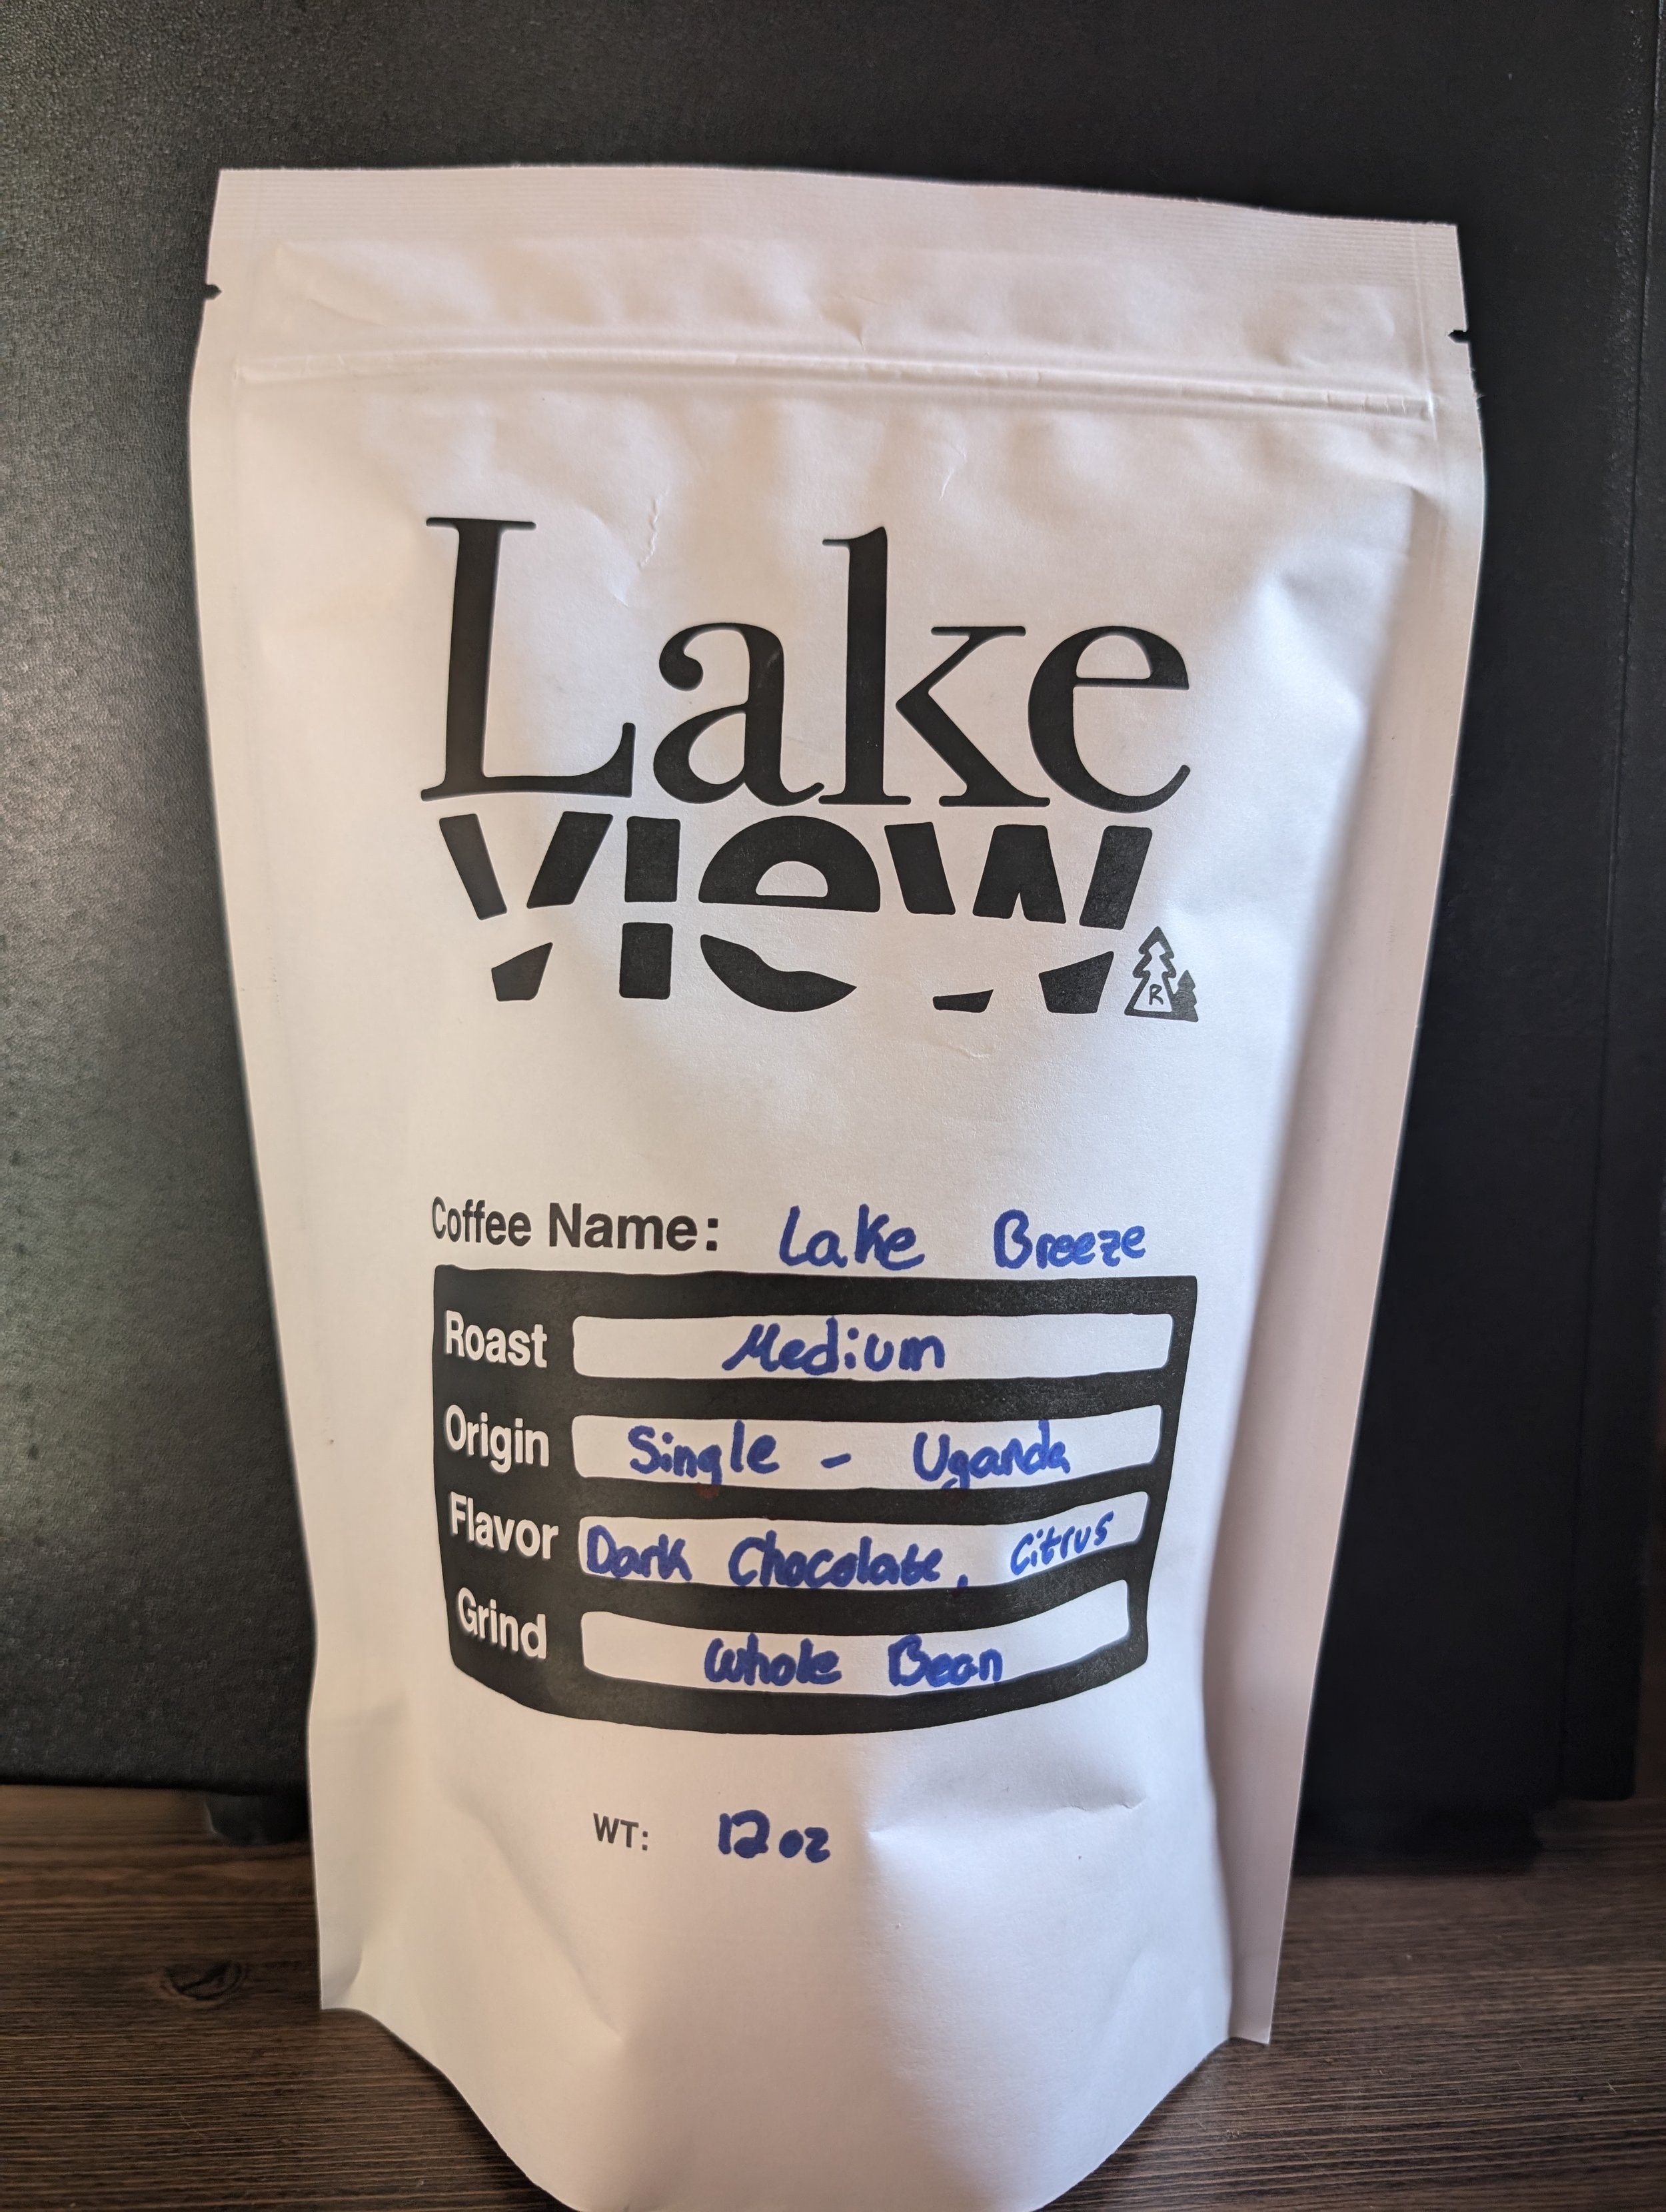 Lake
view
R
Coffee Name: Lake Breeze
Roast Medium
Origin Single - Uganda
Flavor Dark Chocolate, Citrus
Grind Whole Bean
WT: 12 oz